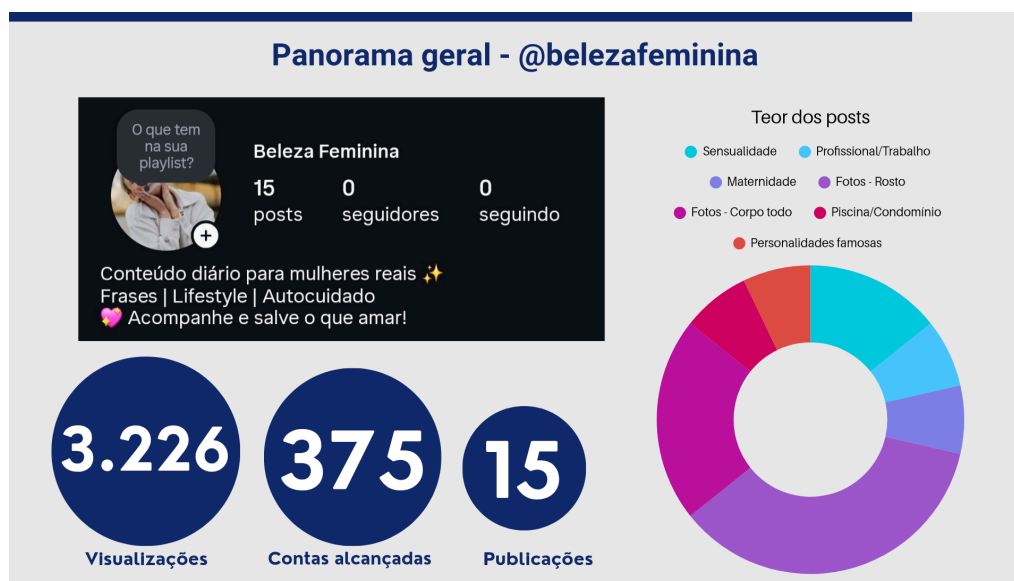 Panorama geral - @belezafeminina
O que tem
na sua
playlist?
Beleza Feminina
15 0 0
posts seguidores seguindo
Conteúdo diário para mulheres reais ✨
Frases | Lifestyle | Autocuidado
💖 Acompanhe e salve o que amar!
3.226
Visualizações
375
Contas alcançadas
15
Publicações
Teor dos posts
Sensualidade Profissional/Trabalho
Maternidade Fotos - Rosto
Fotos - Corpo todo Piscina/Condomínio
Personalidades famosas